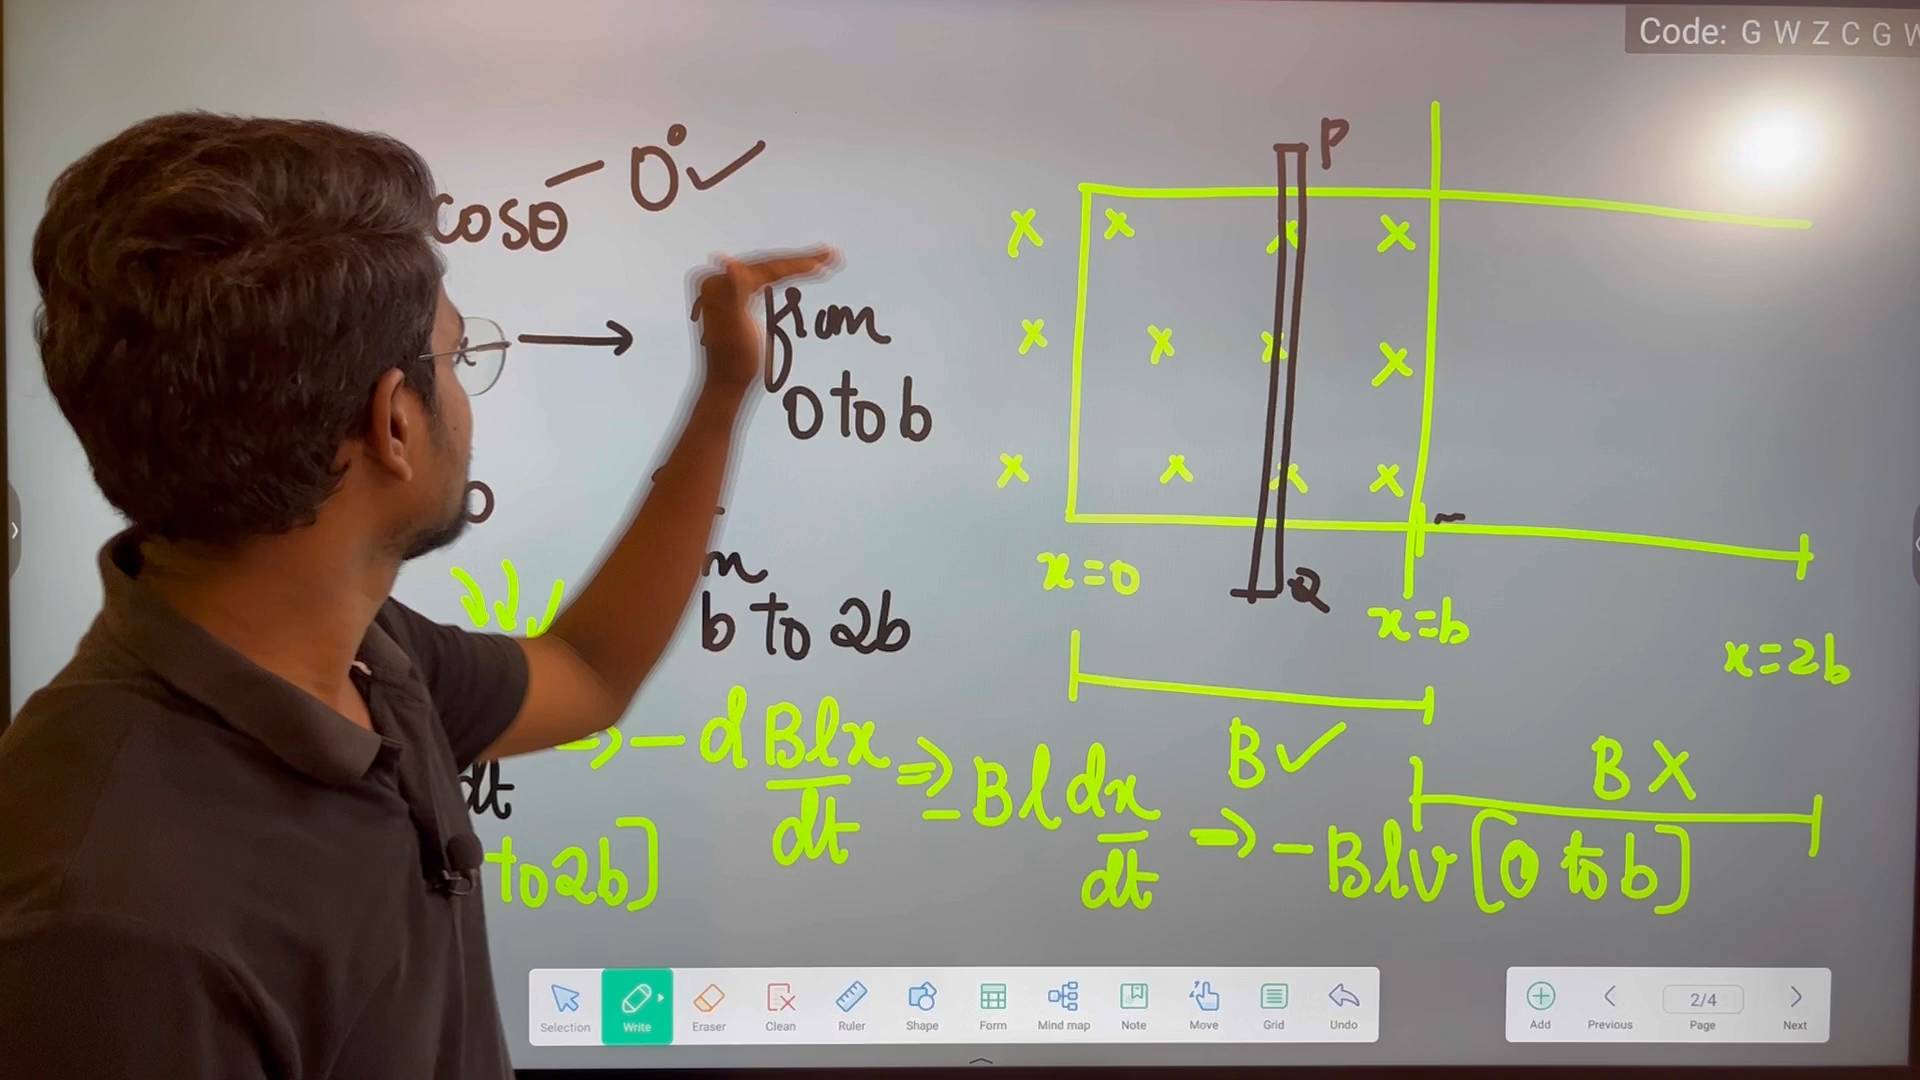 Code: G W Z C G W
cosθ - 0° ✓
P
x x x x
from
0 to b
x x x x
x x x x
x=0
Q
x=b
b to 2b
x=2b
⇒ - d Blx/dt ⇒ -Bl dx/dt ⇒ -Blv [0 to b]
B ✓
B X
dt
to 2b]
Selection Write Eraser Clean Ruler Shape Form Mind map Note Move Grid Undo
Add Previous 2/4 Page Next